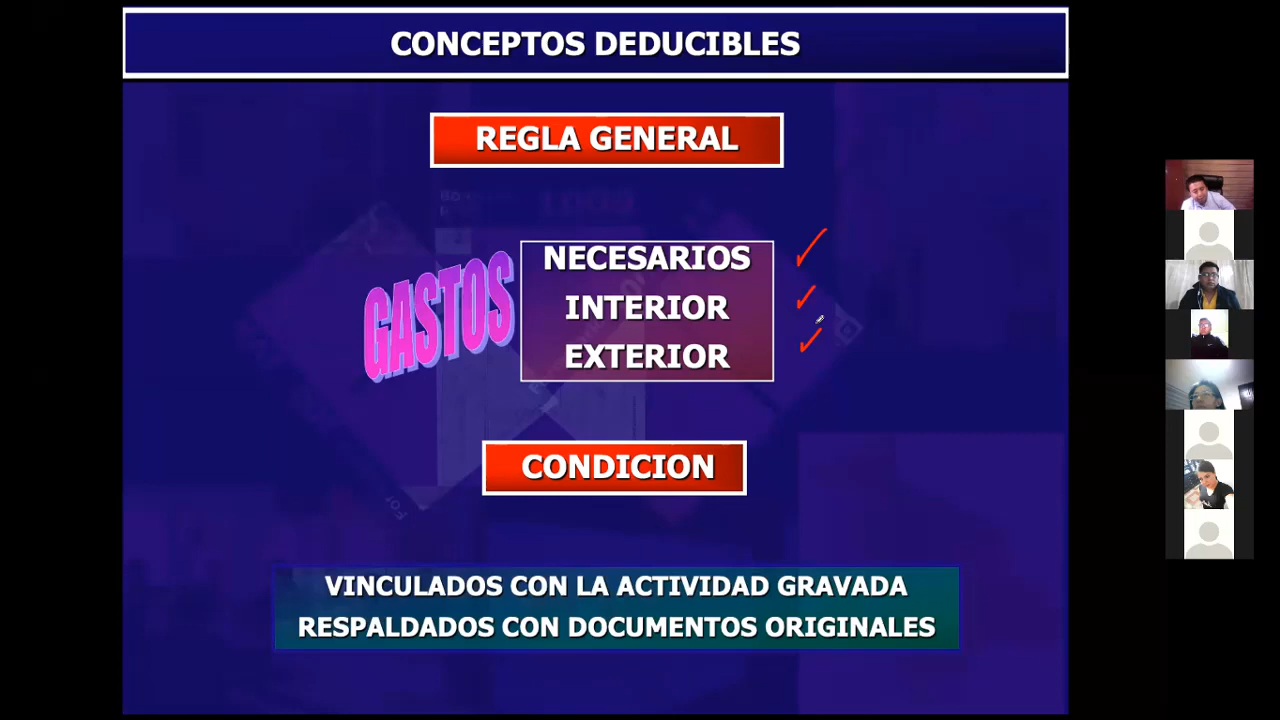 CONCEPTOS DEDUCIBLES
REGLA GENERAL
GASTOS
NECESARIOS
INTERIOR
EXTERIOR
CONDICION
VINCULADOS CON LA ACTIVIDAD GRAVADA
RESPALDADOS CON DOCUMENTOS ORIGINALES